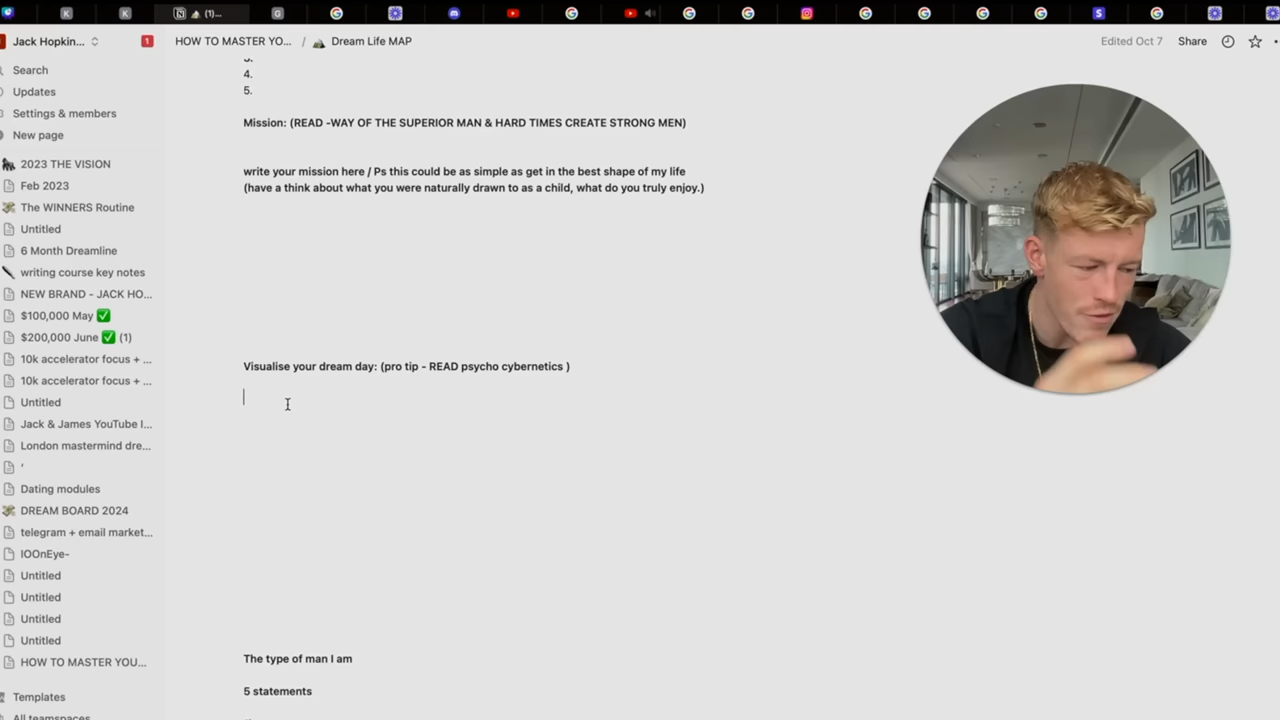 (1)...
Jack Hopkin...
1
HOW TO MASTER YO... / Dream Life MAP
Edited Oct 7
Share
Search
Updates
Settings & members
New page
2023 THE VISION
Feb 2023
The WINNERS Routine
Untitled
6 Month Dreamline
writing course key notes
NEW BRAND - JACK HO...
$100,000 May
$200,000 June (1)
10k accelerator focus + ...
10k accelerator focus + ...
Untitled
Jack & James YouTube I...
London mastermind dre...
Dating modules
DREAM BOARD 2024
telegram + email market...
IOOnEye-
Untitled
Untitled
Untitled
Untitled
HOW TO MASTER YOU...
Templates
All teamspaces
4.
5.
Mission: (READ -WAY OF THE SUPERIOR MAN & HARD TIMES CREATE STRONG MEN)
write your mission here / Ps this could be as simple as get in the best shape of my life
(have a think about what you were naturally drawn to as a child, what do you truly enjoy.)
Visualise your dream day: (pro tip - READ psycho cybernetics )
The type of man I am
5 statements